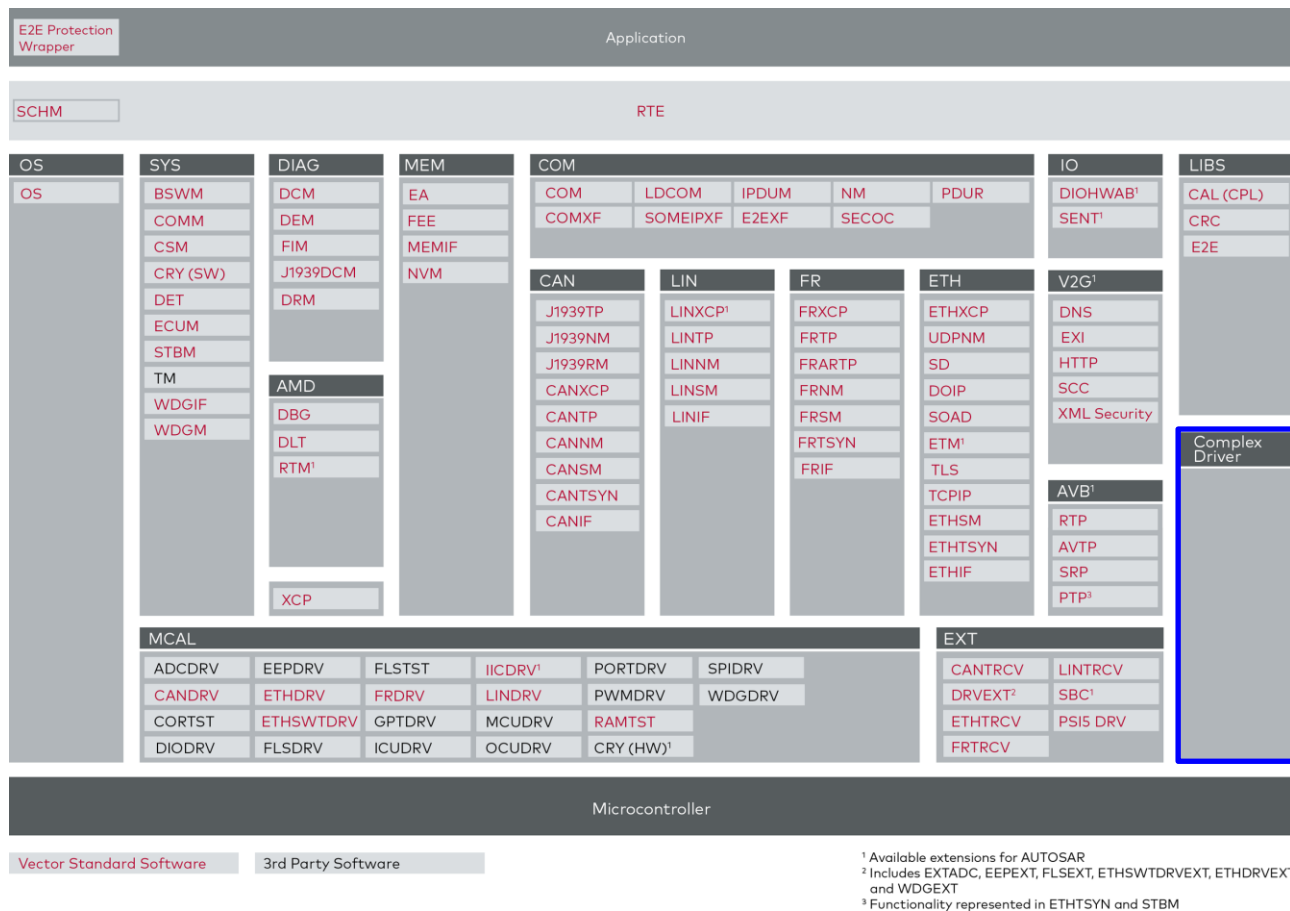 E2E Protection
Wrapper
Application
SCHM
RTE
OS
OS
SYS
BSWM
COMM
CSM
CRY (SW)
DET
ECUM
STBM
TM
WDGIF
WDGM
DIAG
DCM
DEM
FIM
J1939DCM
DRM
AMD
DBG
DLT
RTM¹
XCP
MEM
EA
FEE
MEMIF
NVM
COM
COM LDCOM IPDUM NM PDUR
COMXF SOMEIPXF E2EXF SECOC
CAN
J1939TP
J1939NM
J1939RM
CANXCP
CANTP
CANNM
CANSM
CANTSYN
CANIF
LIN
LINXCP¹
LINTP
LINNM
LINSM
LINIF
FR
FRXCP
FRTP
FRARTP
FRNM
FRSM
FRTSYN
FRIF
ETH
ETHXCP
UDPNM
SD
DOIP
SOAD
ETM¹
TLS
TCPIP
ETHSM
ETHTSYN
ETHIF
IO
DIOHWAB¹
SENT¹
V2G¹
DNS
EXI
HTTP
SCC
XML Security
AVB¹
RTP
AVTP
SRP
PTP³
LIBS
CAL (CPL)
CRC
E2E
Complex
Driver
MCAL
ADCDRV EEPDRV FLSTST IICDRV¹ PORTDRV SPIDRV
CANDRV ETHDRV FRDRV LINDRV PWMDRV WDGDRV
CORTST ETHSWTDRV GPTDRV MCUDRV RAMTST
DIODRV FLSDRV ICUDRV OCUDRV CRY (HW)¹
EXT
CANTRCV LINTRCV
DRVEXT² SBC¹
ETHTRCV PSI5 DRV
FRTRCV
Microcontroller
Vector Standard Software
3rd Party Software
¹ Available extensions for AUTOSAR
² Includes EXTADC, EEPEXT, FLSEXT, ETHSWTDRVEXT, ETHDRVEXT
and WDGEXT
³ Functionality represented in ETHTSYN and STBM